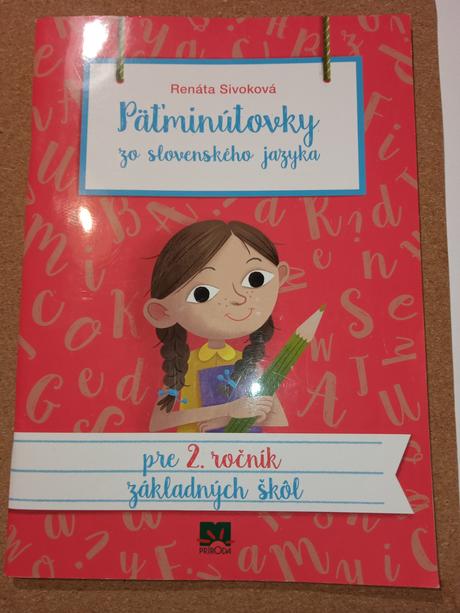 Renáta Sivoková
Päťminútovky
zo slovenského jazyka
pre 2. ročník
základných škôl
PRÍRODA